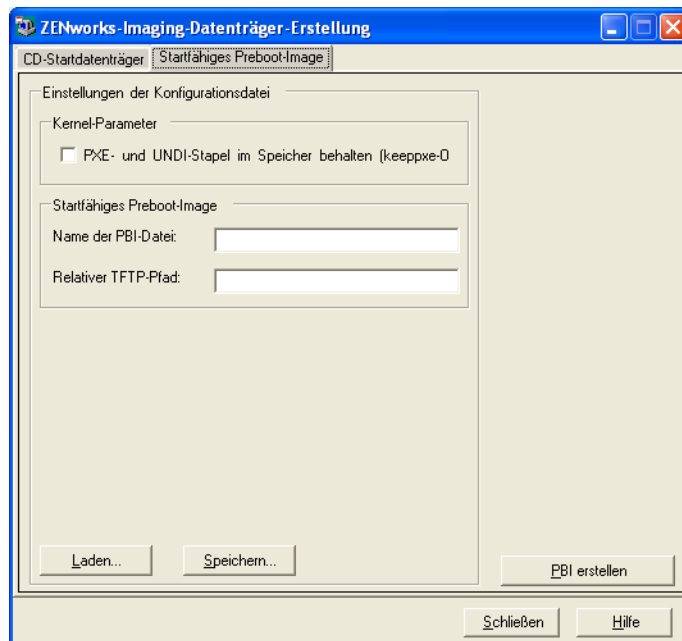 ZENworks-Imaging-Datenträger-Erstellung
CD-Startdatenträger
Startfähiges Preboot-Image
Einstellungen der Konfigurationsdatei
Kernel-Parameter
PXE- und UNDI-Stapel im Speicher behalten (keeppxe-O
Startfähiges Preboot-Image
Name der PBI-Datei:
Relativer TFTP-Pfad:
Laden...
Speichern...
PBI erstellen
Schließen
Hilfe